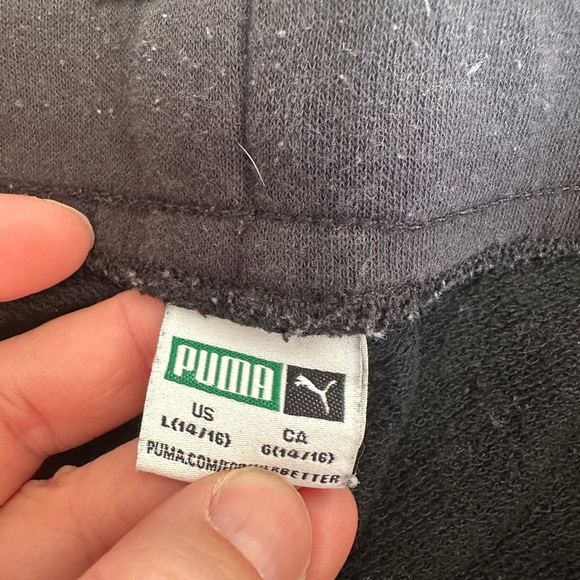 PUMA
US CA
L(14/16) G(14/16)
PUMA.COM/FOREVERBETTER